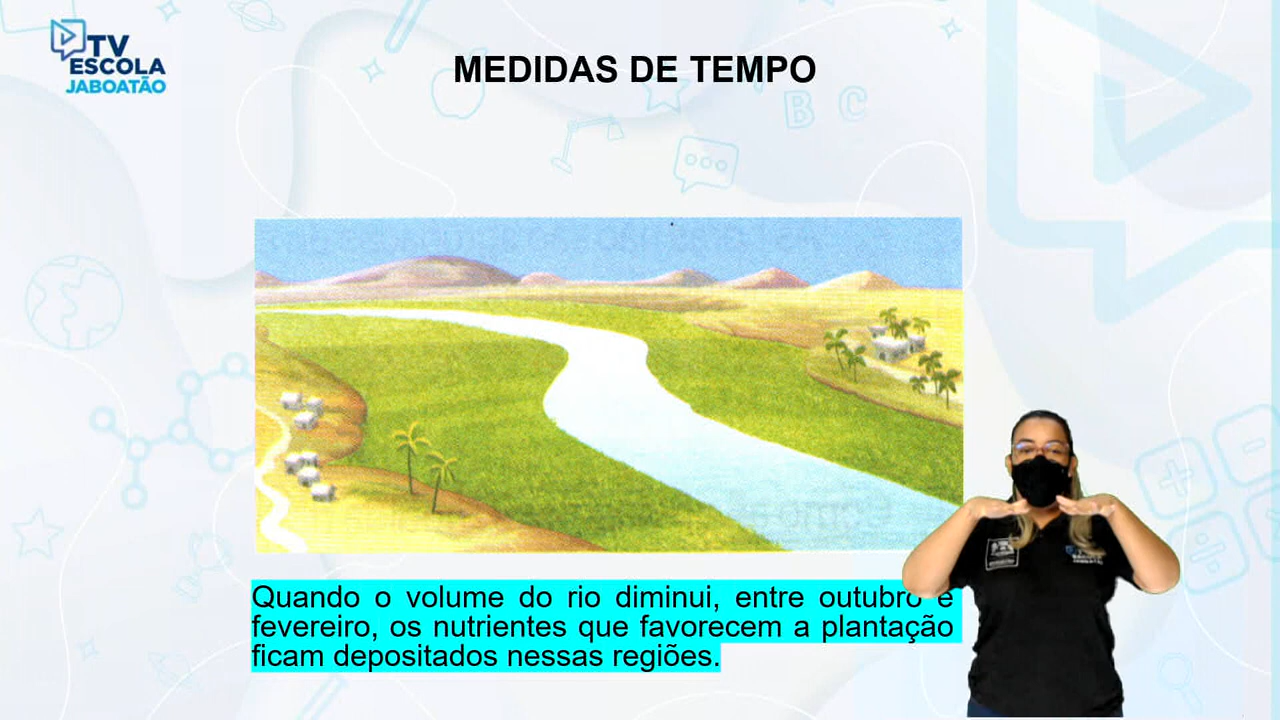 TV
ESCOLA
JABOATÃO
MEDIDAS DE TEMPO
B C
Quando o volume do rio diminui, entre outubro e
fevereiro, os nutrientes que favorecem a plantação
ficam depositados nessas regiões.